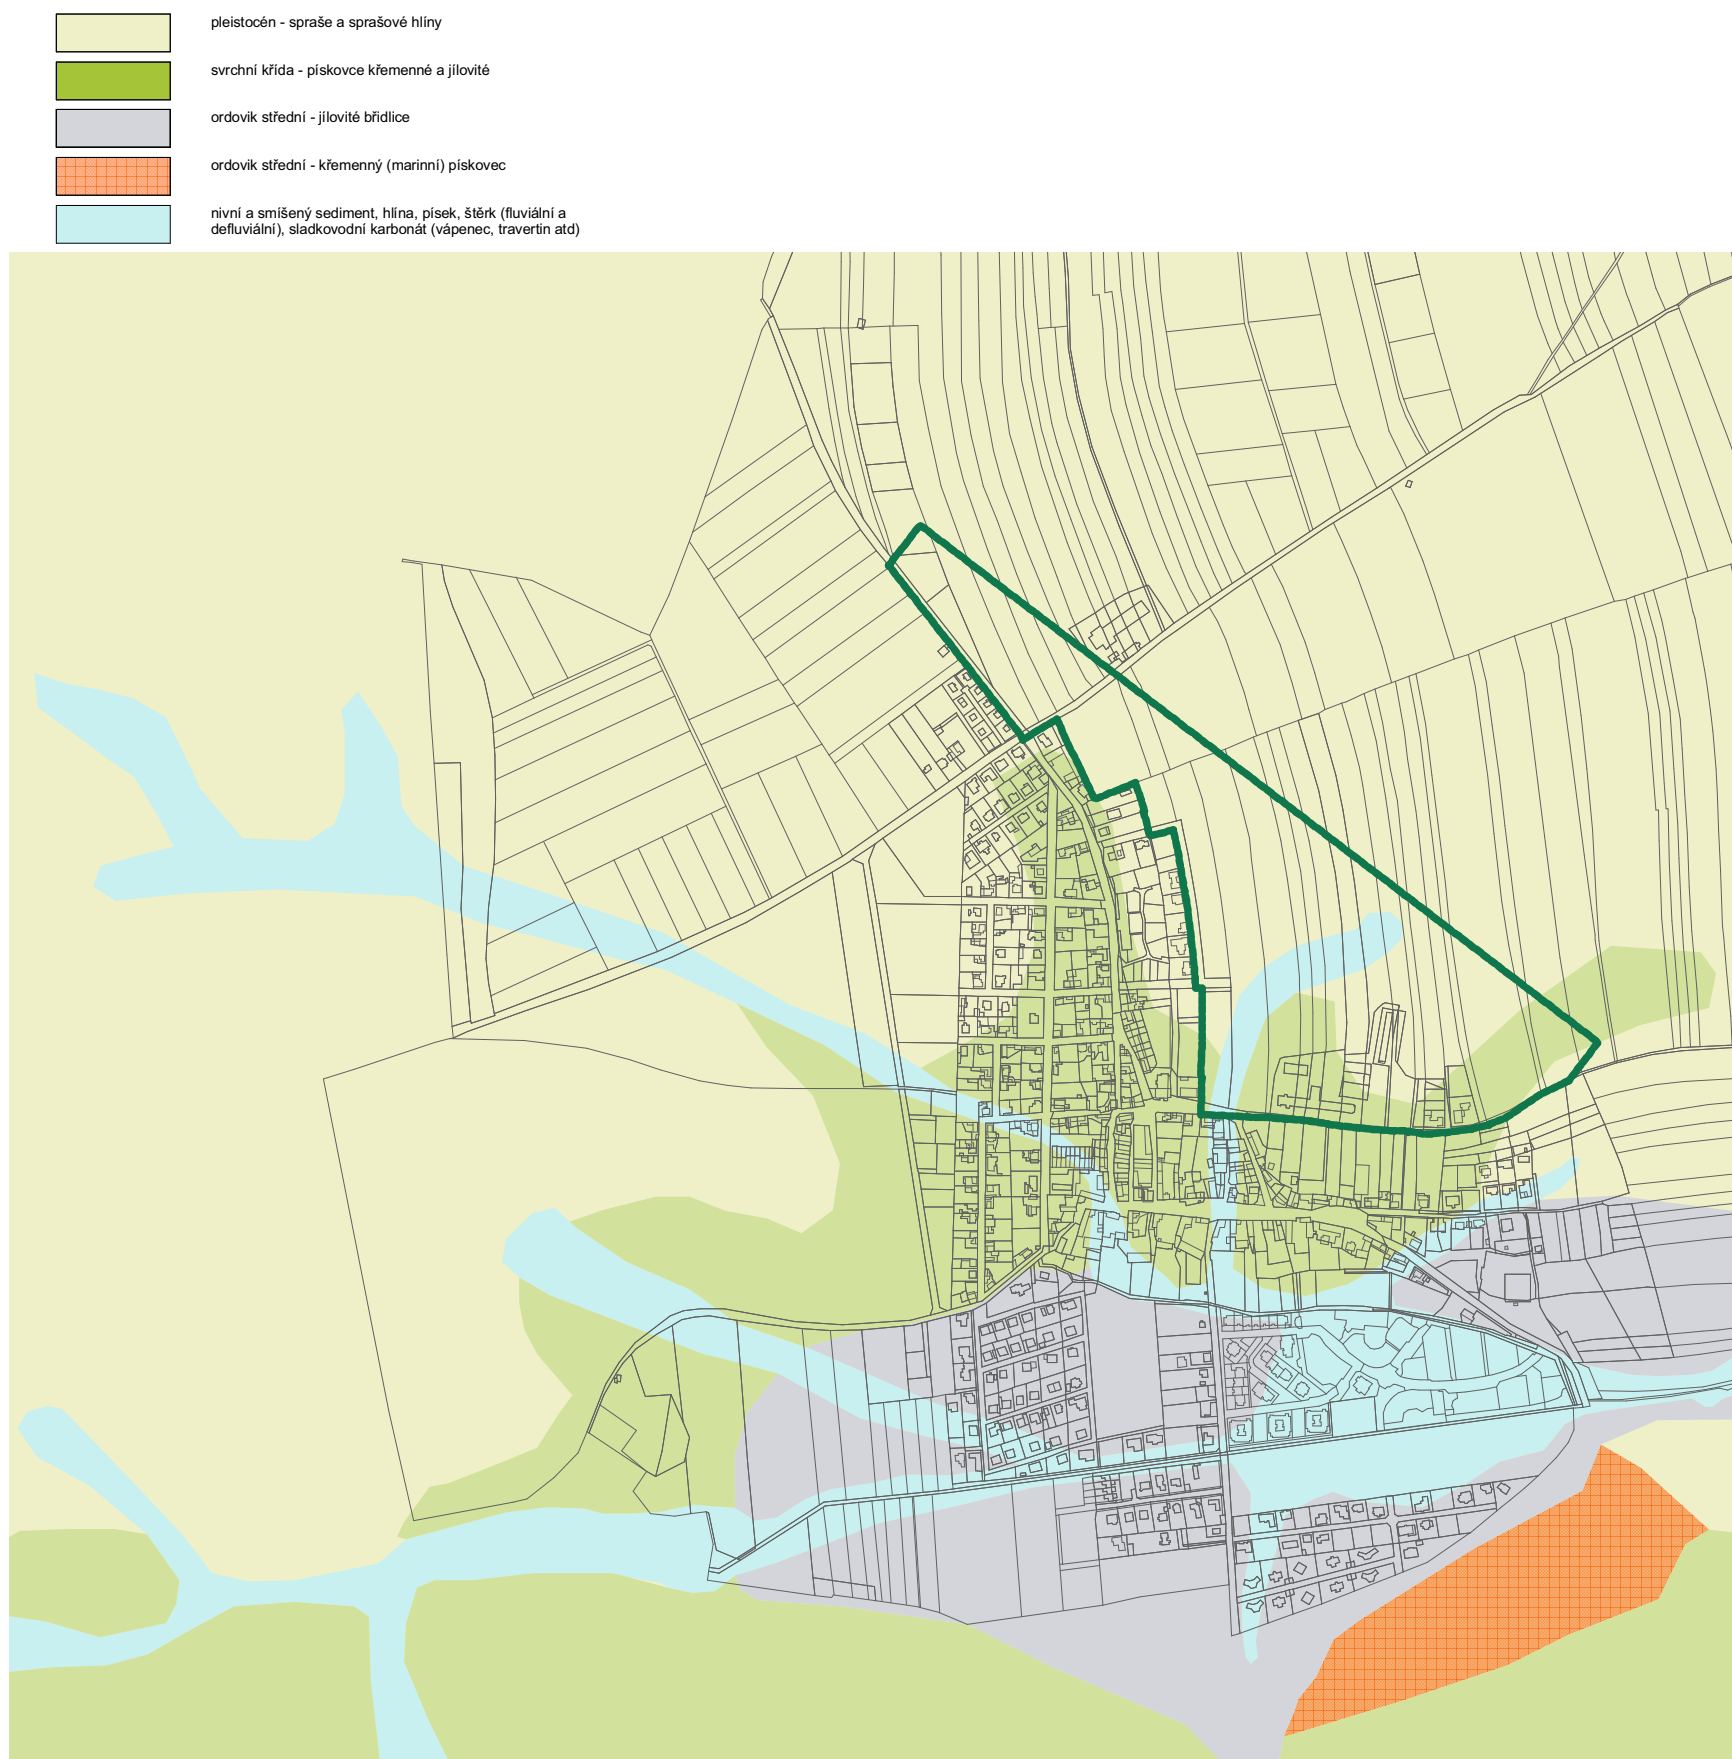 pleistocén - spraše a sprašové hlíny
svrchní křída - pískovce křemenné a jílovité
ordovik střední - jílovité břidlice
ordovik střední - křemenný (marinní) pískovec
nivní a smíšený sediment, hlína, písek, štěrk (fluviální a
defluviální), sladkovodní karbonát (vápenec, travertin atd)